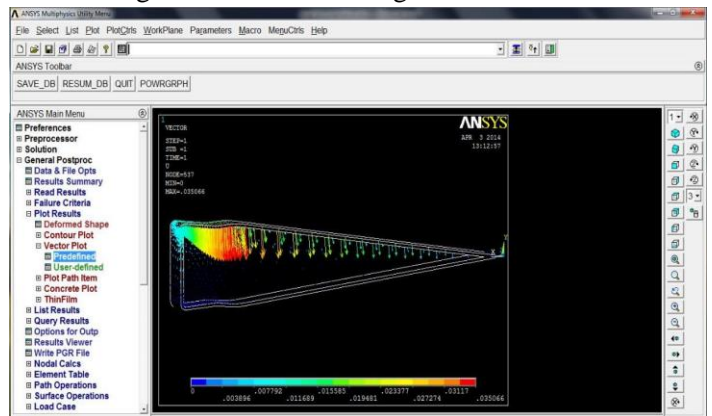 ANSYS Multiphysics Utility Menu
File Select List Plot PlotCtrls WorkPlane Parameters Macro MenuCtrls Help
ANSYS Toolbar
SAVE_DB RESUM_DB QUIT POWRGRPH
ANSYS Main Menu
Preferences
Preprocessor
Solution
General Postproc
Data & File Opts
Results Summary
Read Results
Failure Criteria
Plot Results
Deformed Shape
Contour Plot
Vector Plot
Predefined
User-defined
Plot Path Item
Concrete Plot
ThinFilm
List Results
Query Results
Options for Outp
Results Viewer
Write PGR File
Nodal Calcs
Element Table
Path Operations
Surface Operations
Load Case
1
VECTOR
STEP=1
SUB =1
TIME=1
U
NODE=537
MIN=0
MAX=.035066
ANSYS
APR 3 2014
13:12:57
Y
X
0 .007792 .015585 .023377 .03117
.003896 .011689 .019481 .027274 .035066
1
3